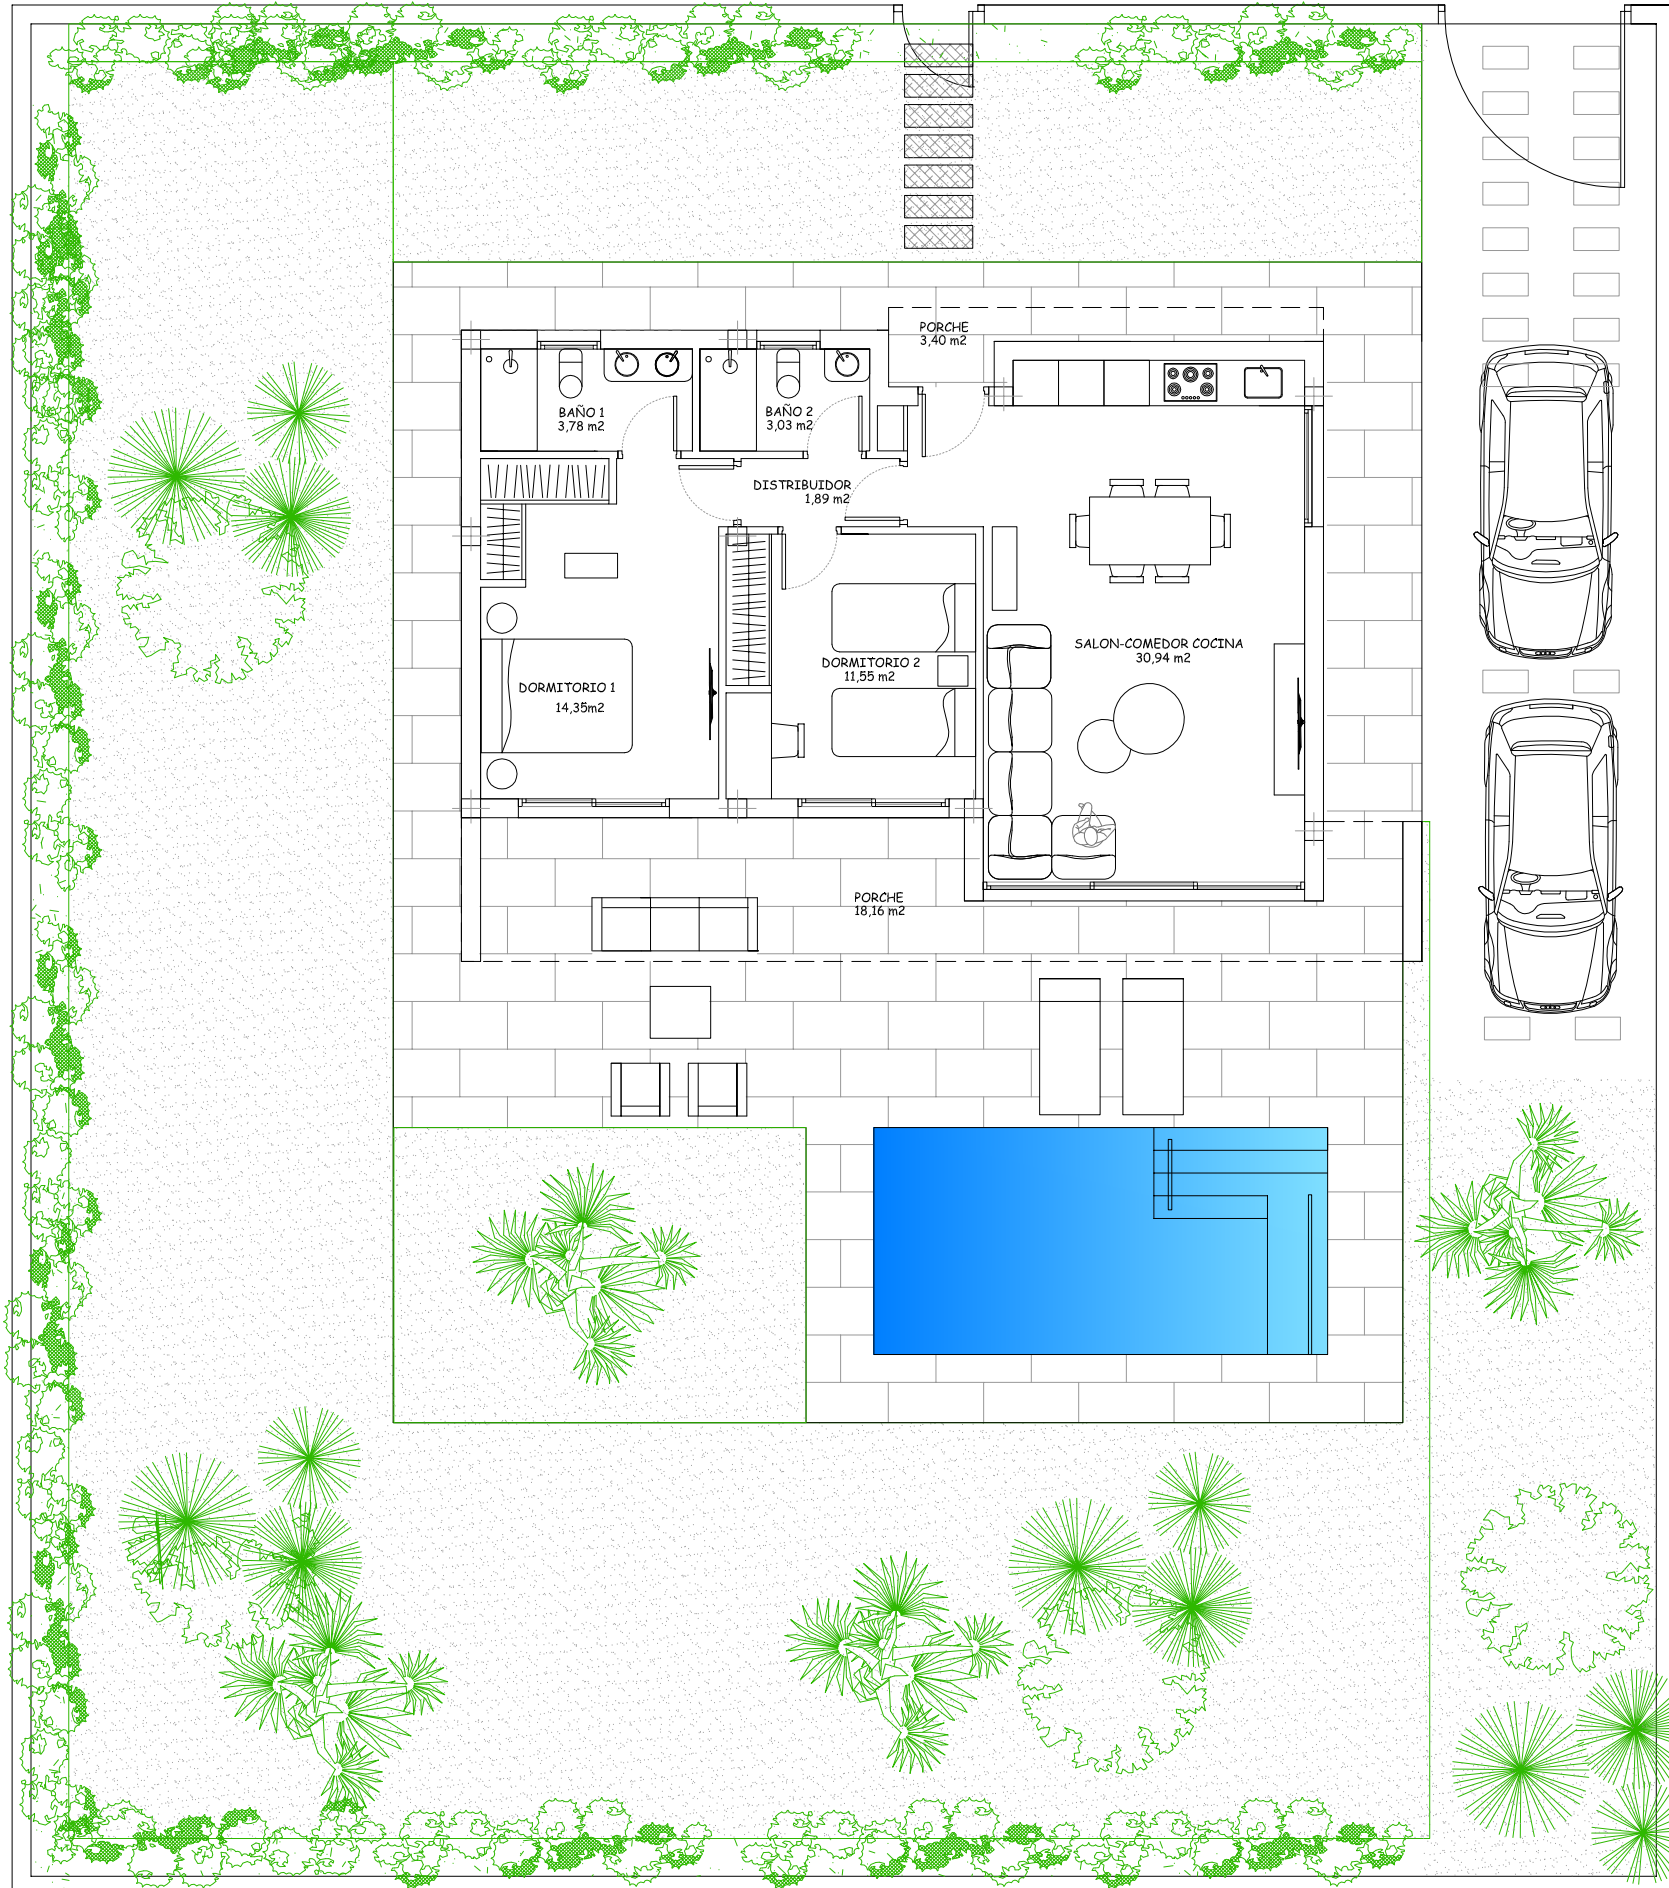 PORCHE
3,40 m2
BAÑO 1
3,78 m2
BAÑO 2
3,03 m2
DISTRIBUIDOR
1,89 m2
SALON-COMEDOR COCINA
30,94 m2
DORMITORIO 2
11,55 m2
DORMITORIO 1
14,35m2
PORCHE
18,16 m2